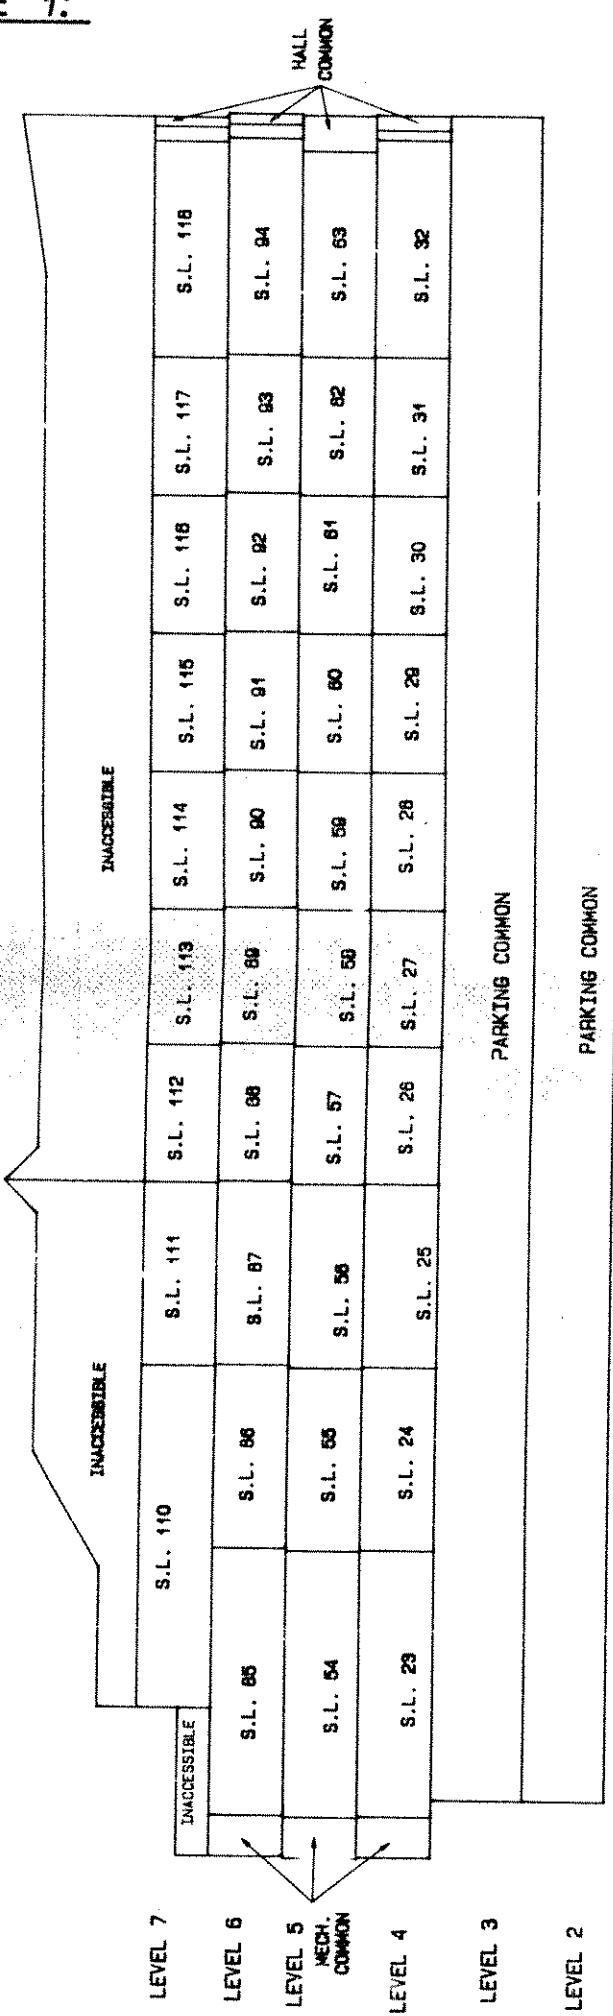 HALL
COMMON
INACCESSIBLE
INACCESSIBLE
LEVEL 7
S.L. 110 S.L. 111 S.L. 112 S.L. 113 S.L. 114 S.L. 115 S.L. 116 S.L. 117 S.L. 118
INACCESSIBLE
LEVEL 6
S.L. 85 S.L. 86 S.L. 87 S.L. 88 S.L. 89 S.L. 90 S.L. 91 S.L. 92 S.L. 93 S.L. 94
LEVEL 5
S.L. 54 S.L. 55 S.L. 56 S.L. 57 S.L. 58 S.L. 59 S.L. 60 S.L. 61 S.L. 62 S.L. 63
MECH.
COMMON
LEVEL 4
S.L. 23 S.L. 24 S.L. 25 S.L. 26 S.L. 27 S.L. 28 S.L. 29 S.L. 30 S.L. 31 S.L. 32
LEVEL 3
PARKING COMMON
LEVEL 2
PARKING COMMON